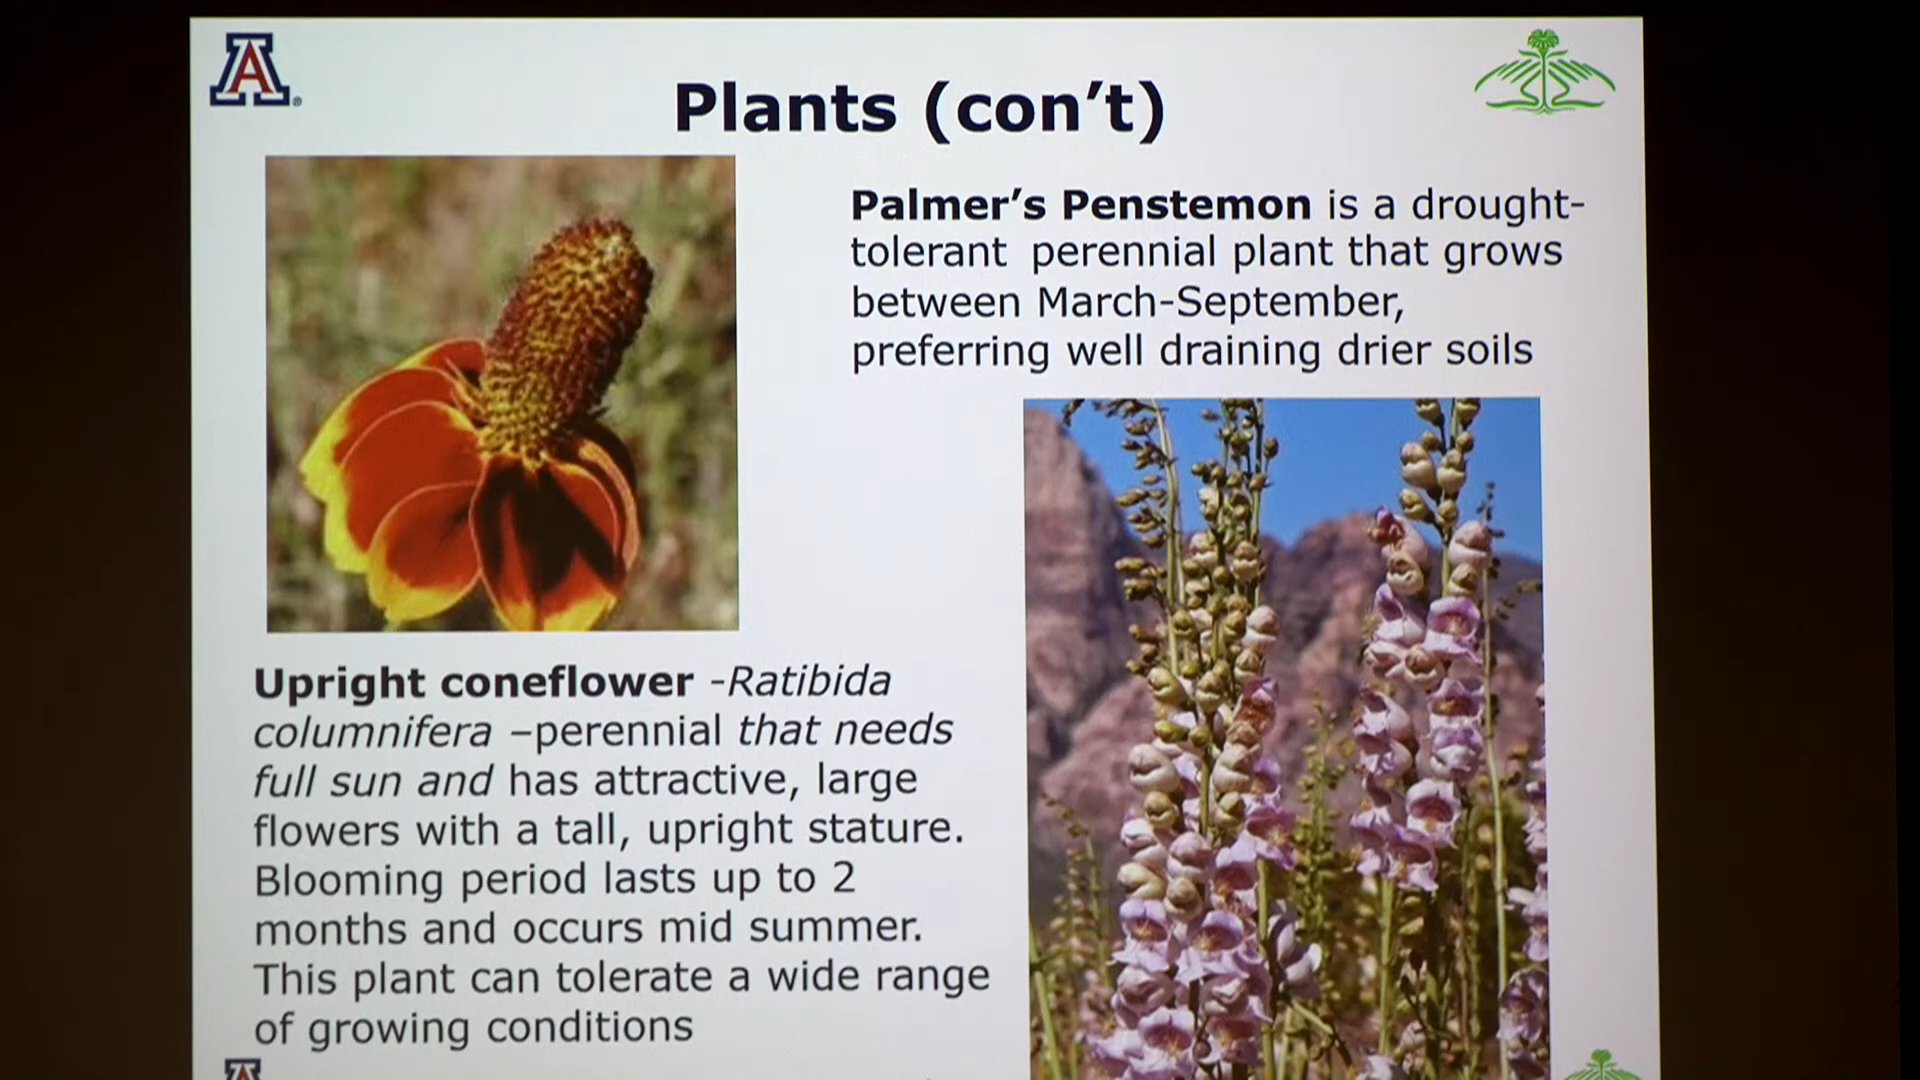 A
Plants (con’t)
Palmer’s Penstemon is a drought-
tolerant perennial plant that grows
between March-September,
preferring well draining drier soils
Upright coneflower -Ratibida
columnifera –perennial that needs
full sun and has attractive, large
flowers with a tall, upright stature.
Blooming period lasts up to 2
months and occurs mid summer.
This plant can tolerate a wide range
of growing conditions
A